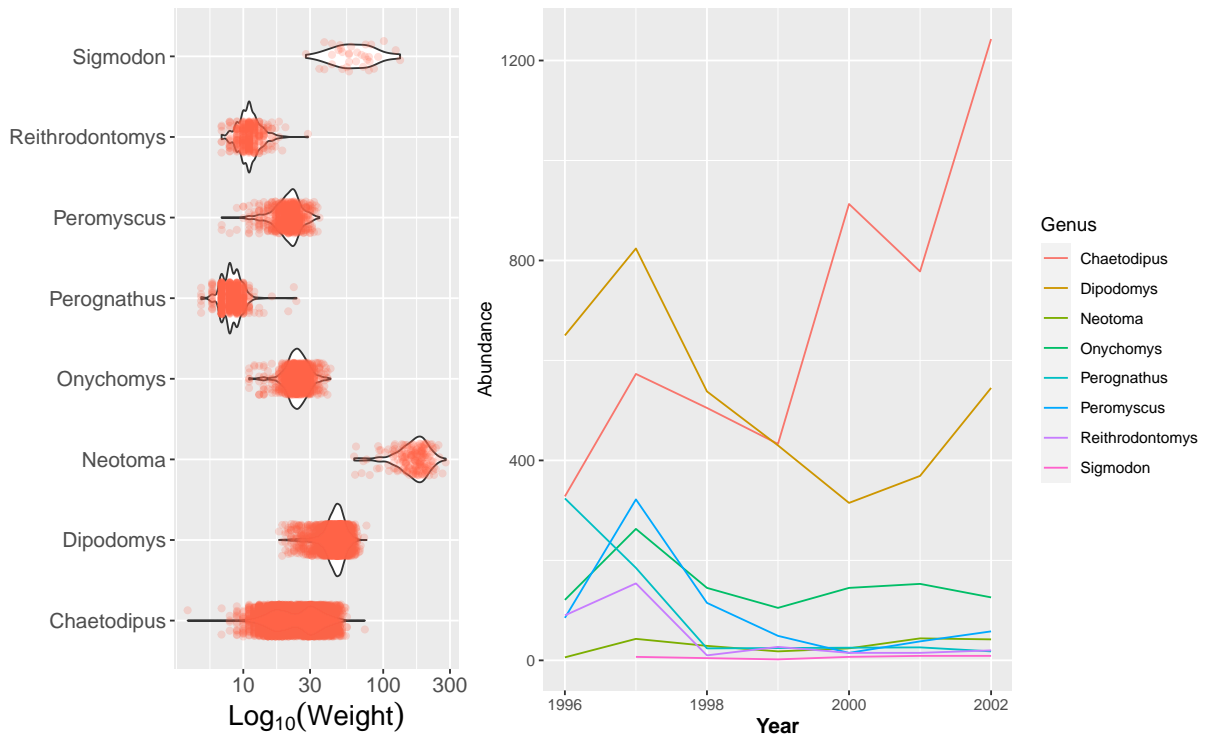 Sigmodon
Reithrodontomys
Peromyscus
Perognathus
Onychomys
Neotoma
Dipodomys
Chaetodipus
10 30 100 300
Log₁₀(Weight)
Abundance
1200
800
400
0
1996 1998 2000 2002
Year
Genus
Chaetodipus
Dipodomys
Neotoma
Onychomys
Perognathus
Peromyscus
Reithrodontomys
Sigmodon